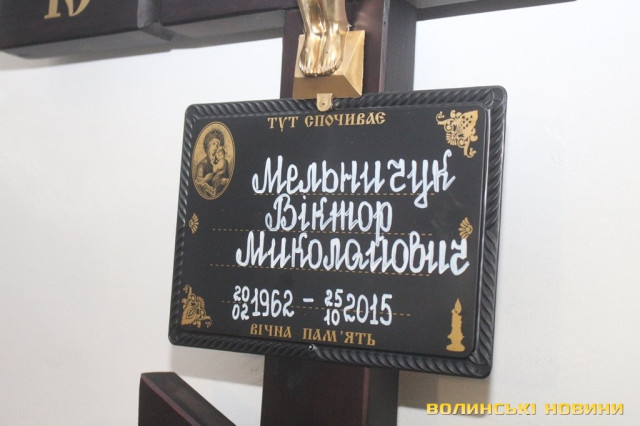 ТУТ СПОЧИВАЄ
Мельничук
Віктор
Миколайович
20 02 1962 - 25 10 2015
ВІЧНА ПАМ'ЯТЬ
ВОЛИНСЬКІ НОВИНИ